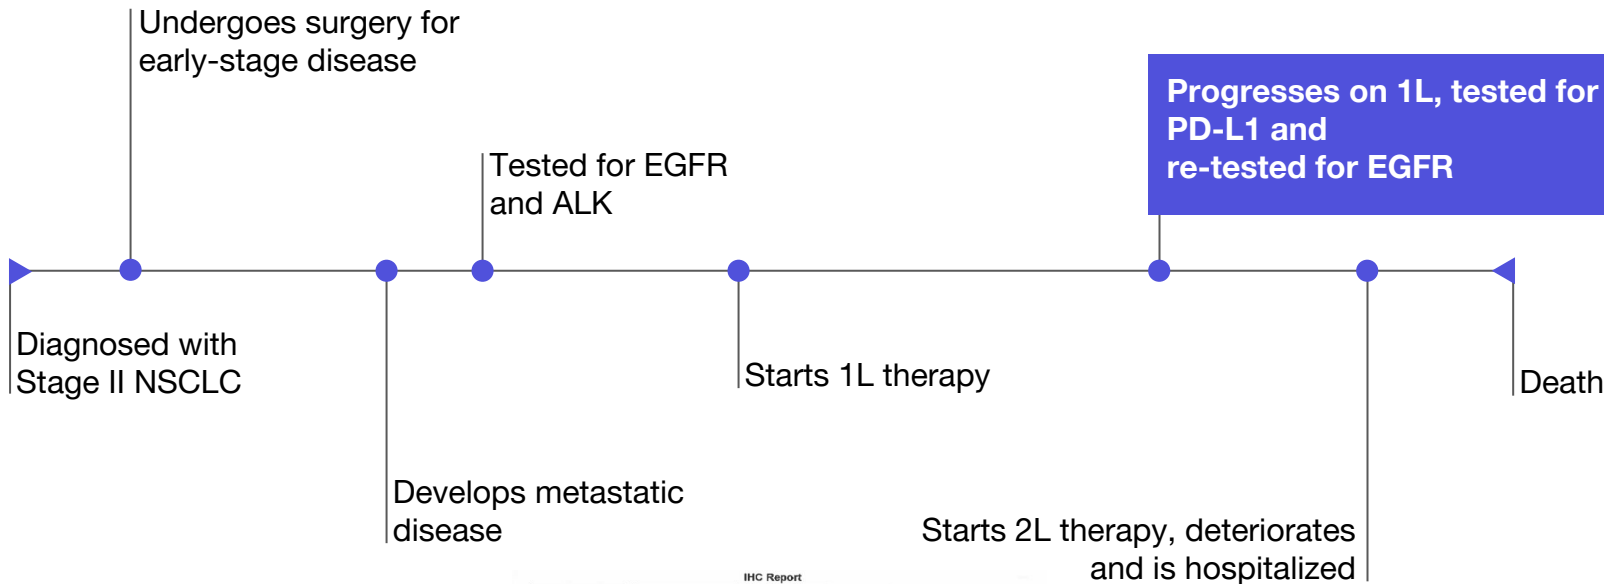 Undergoes surgery for
early-stage disease
Progresses on 1L, tested for
PD-L1 and
re-tested for EGFR
Tested for EGFR
and ALK
Diagnosed with
Stage II NSCLC
Starts 1L therapy
Death
Develops metastatic
disease
Starts 2L therapy, deteriorates
and is hospitalized
IHC Report